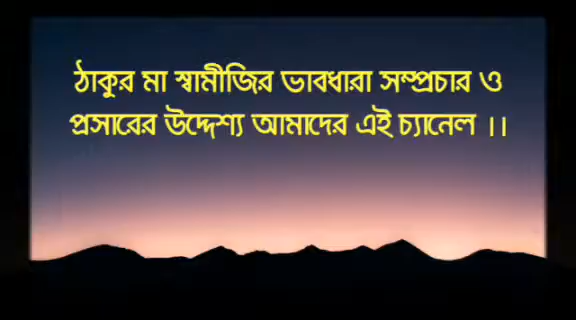 ঠাকুর মা স্বামীজির ভাবধারা সম্প্রচার ও
প্রসারের উদ্দেশ্য আমাদের এই চ্যানেল ।।